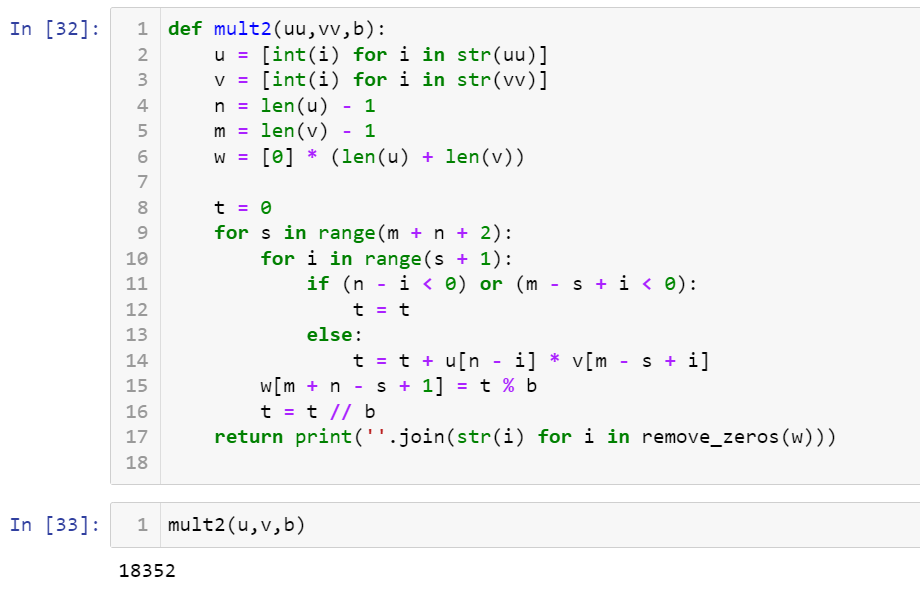 In [32]:
1 def mult2(uu,vv,b):
2     u = [int(i) for i in str(uu)]
3     v = [int(i) for i in str(vv)]
4     n = len(u) - 1
5     m = len(v) - 1
6     w = [0] * (len(u) + len(v))
7
8     t = 0
9     for s in range(m + n + 2):
10         for i in range(s + 1):
11             if (n - i < 0) or (m - s + i < 0):
12                 t = t
13             else:
14                 t = t + u[n - i] * v[m - s + i]
15         w[m + n - s + 1] = t % b
16         t = t // b
17     return print(''.join(str(i) for i in remove_zeros(w)))
18
In [33]:
1 mult2(u,v,b)
18352